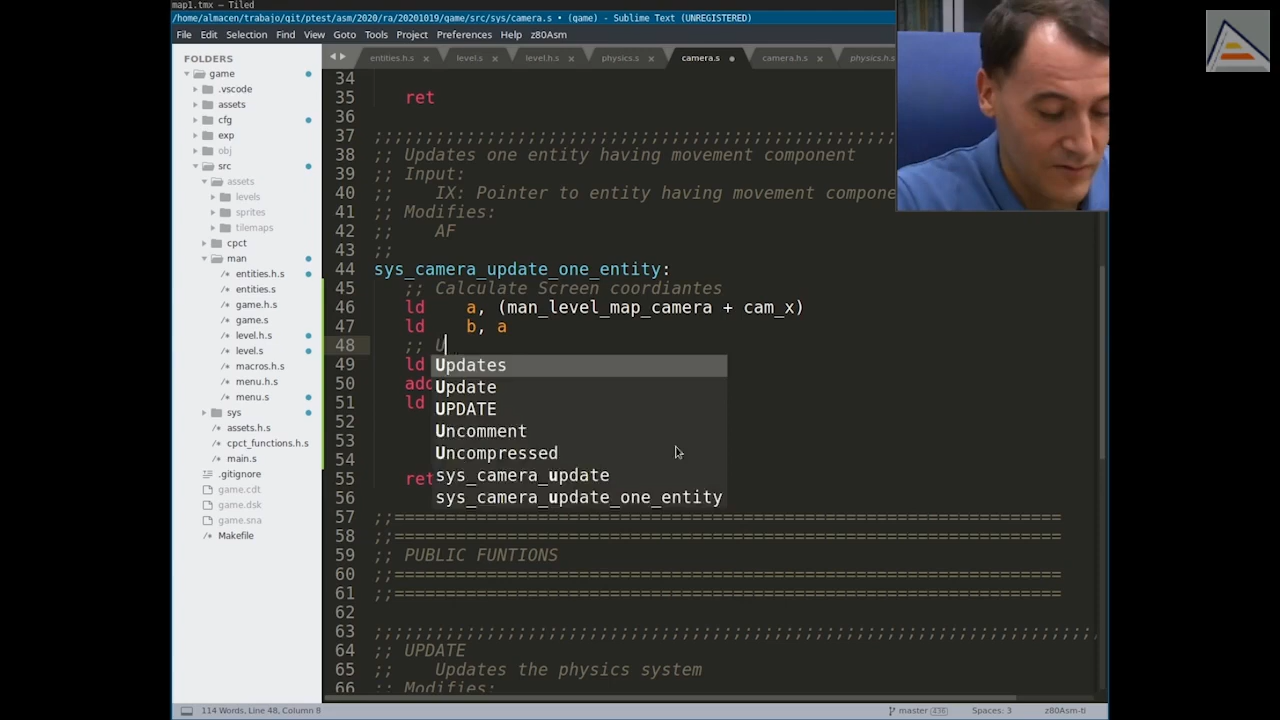 map1.tmx — Tiled
/home/almacen/trabajo/git/ptest/asm/2020/ra/20201019/game/src/sys/camera.s • (game) - Sublime Text (UNREGISTERED)
File Edit Selection Find View Goto Tools Project Preferences Help z80Asm
FOLDERS
game
.vscode
assets
cfg
exp
obj
src
assets
levels
sprites
tilemaps
cpct
man
entities.h.s
entities.s
game.h.s
game.s
level.h.s
level.s
macros.h.s
menu.h.s
menu.s
sys
assets.h.s
cpct_functions.h.s
main.s
.gitignore
game.cdt
game.dsk
game.sna
Makefile
entities.h.s level.s level.h.s physics.s camera.s camera.h.s physics.h.s
34
35 ret
36
37 ;;;;;;;;;;;;;;;;;;;;;;;;;;;;;;;;;;;;;;;;;;;;;;;;;;;
38 ;; Updates one entity having movement component
39 ;; Input:
40 ;; IX: Pointer to entity having movement compone
41 ;; Modifies:
42 ;; AF
43 ;;
44 sys_camera_update_one_entity:
45 ;; Calculate Screen coordiantes
46 ld a, (man_level_map_camera + cam_x)
47 ld b, a
48 ;; U
49 ld
50 add
51 ld
52
53
54
55 ret
56
Updates
Update
UPDATE
Uncomment
Uncompressed
sys_camera_update
sys_camera_update_one_entity
57 ;;=================================================================
58 ;;=================================================================
59 ;; PUBLIC FUNTIONS
60 ;;=================================================================
61 ;;=================================================================
62
63 ;;;;;;;;;;;;;;;;;;;;;;;;;;;;;;;;;;;;;;;;;;;;;;;;;;;;;;;;;;;;;;;;;;;;;;;
64 ;; UPDATE
65 ;; Updates the physics system
66 ;; Modifies:
114 Words, Line 48, Column 8 master 436 Spaces: 3 z80Asm-ti